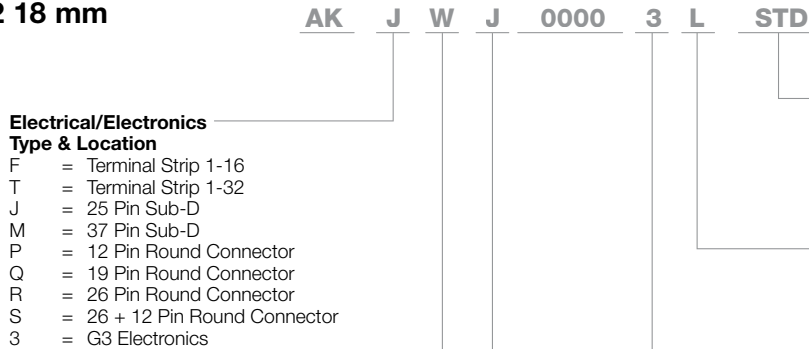 2 18 mm
AK J W J 0000 3 L STD
Electrical/Electronics
Type & Location
F = Terminal Strip 1-16
T = Terminal Strip 1-32
J = 25 Pin Sub-D
M = 37 Pin Sub-D
P = 12 Pin Round Connector
Q = 19 Pin Round Connector
R = 26 Pin Round Connector
S = 26 + 12 Pin Round Connector
3 = G3 Electronics